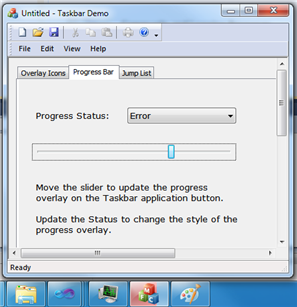 Untitled - Taskbar Demo
File Edit View Help
Overlay Icons Progress Bar Jump List
Progress Status: Error
Move the slider to update the progress
overlay on the Taskbar application button.
Update the Status to change the style of the
progress overlay.
Ready